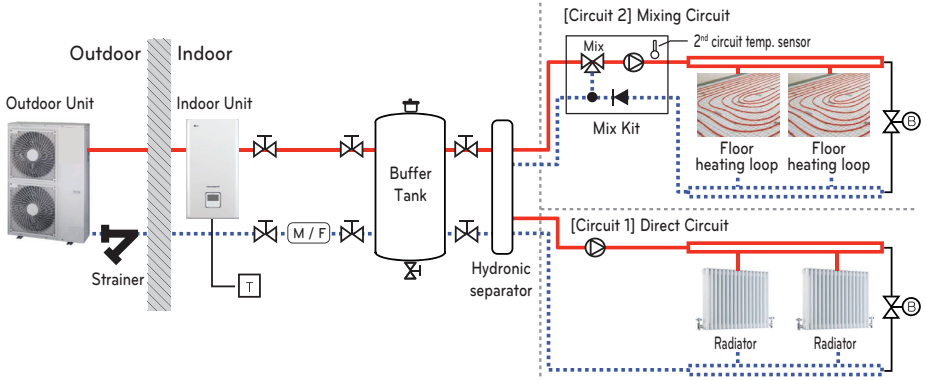 [Circuit 2] Mixing Circuit
Outdoor
Indoor
Mix
2nd circuit temp. sensor
Outdoor Unit
Indoor Unit
Mix Kit
B
Floor
heating loop
Floor
heating loop
Buffer
Tank
[Circuit 1] Direct Circuit
M / F
Strainer
T
Hydronic
separator
B
Radiator
Radiator